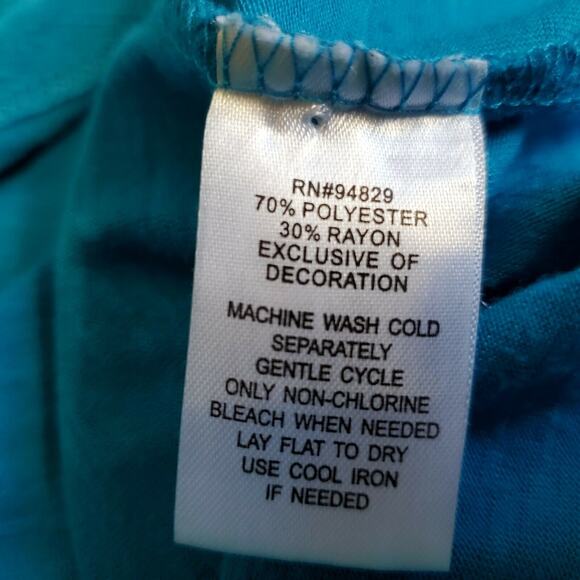 RN#94829
70% POLYESTER
30% RAYON
EXCLUSIVE OF
DECORATION
MACHINE WASH COLD
SEPARATELY
GENTLE CYCLE
ONLY NON-CHLORINE
BLEACH WHEN NEEDED
LAY FLAT TO DRY
USE COOL IRON
IF NEEDED